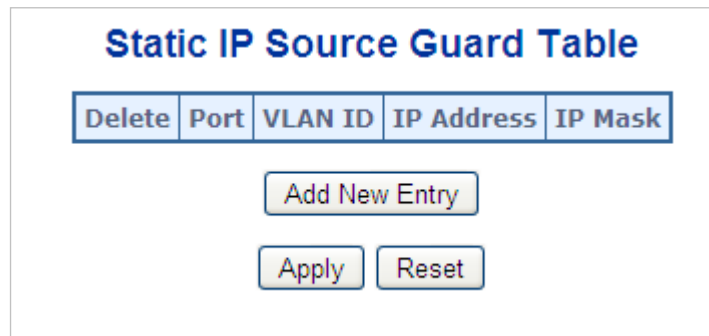 Static IP Source Guard Table
Delete Port VLAN ID IP Address IP Mask
Add New Entry
Apply Reset